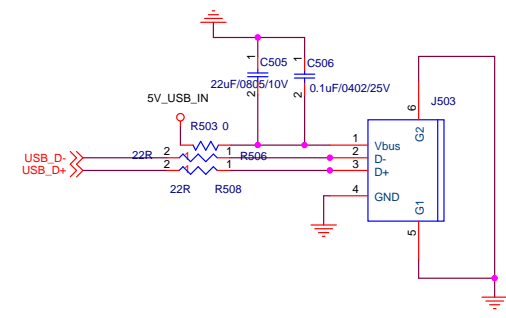 1
C505
1
C506
22uF/0805/10V
2
2
0.1uF/0402/25V
5V_USB_IN
J503
6
G2
R503 0
1
Vbus
USB_D-
2
22R
1
R506
2
D-
USB_D+
2
1
3
D+
22R
R508
4
GND
G1
5